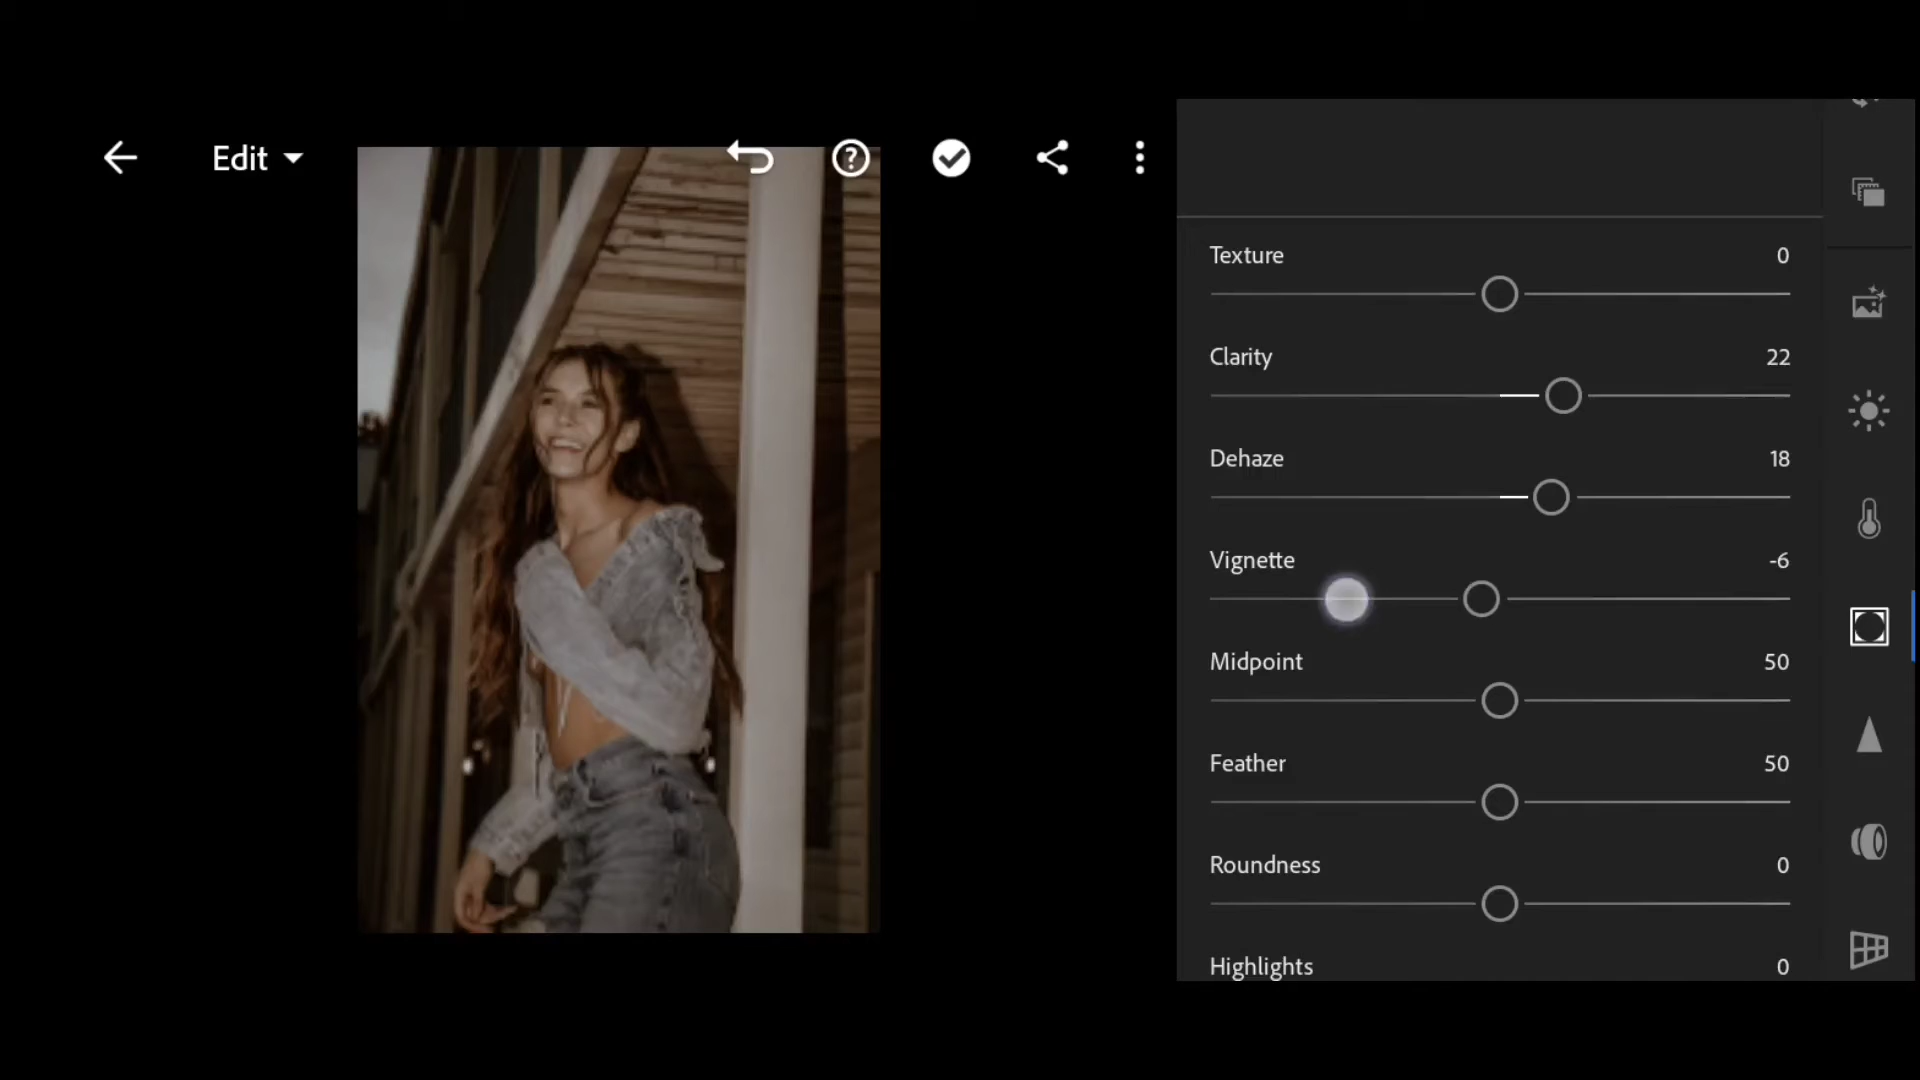 Edit
Texture 0
Clarity 22
Dehaze 18
Vignette -6
Midpoint 50
Feather 50
Roundness 0
Highlights 0